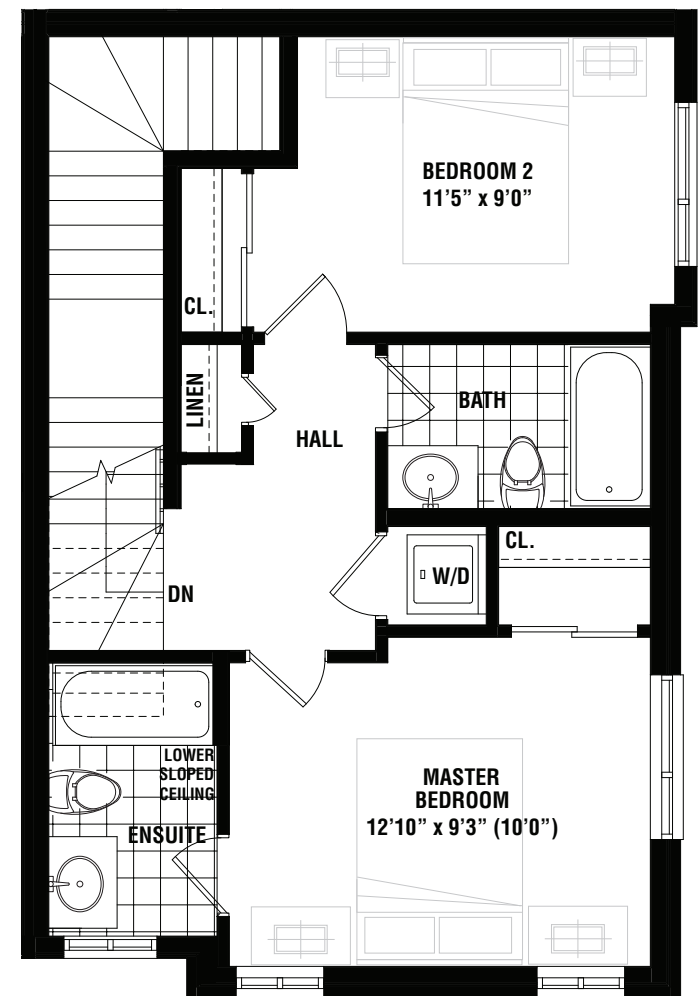 BEDROOM 2
11’5” x 9’0”
CL.
LINEN
BATH
HALL
CL.
W/D
DN
LOWER
SLOPED
CEILING
ENSUITE
MASTER
BEDROOM
12’10” x 9’3” (10’0”)